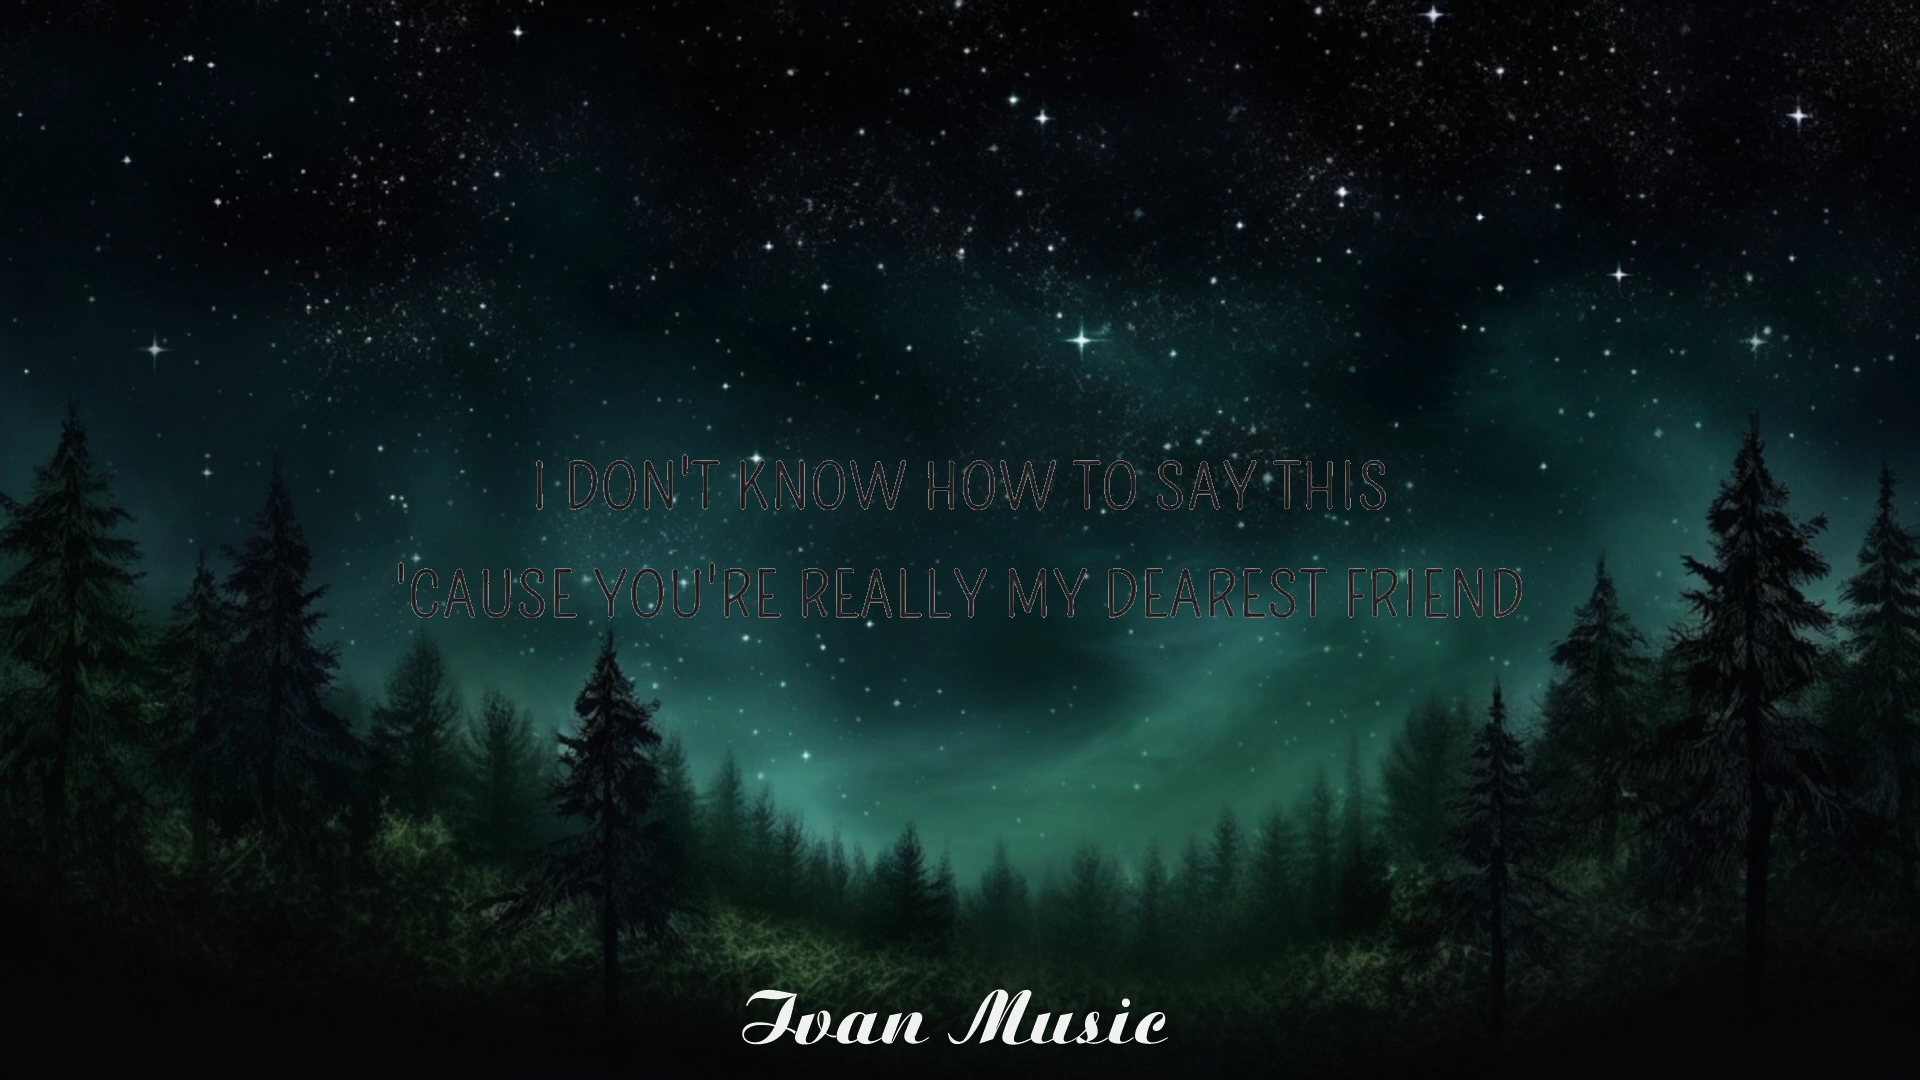 I DON'T KNOW HOW TO SAY THIS
'CAUSE YOU'RE REALLY MY DEAREST FRIEND
Ivan Music